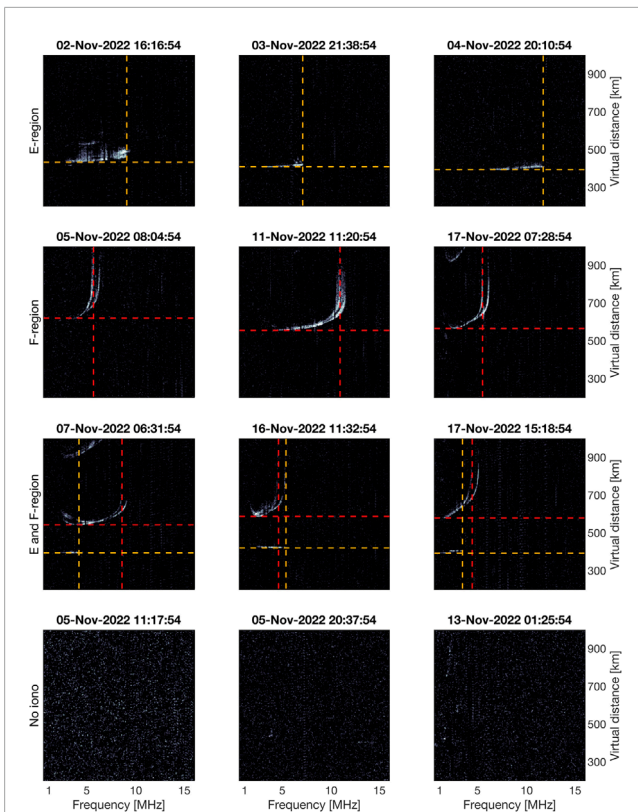 02-Nov-2022 16:16:54 03-Nov-2022 21:38:54 04-Nov-2022 20:10:54
E-region
900
700
500
300
Virtual distance [km]
05-Nov-2022 08:04:54 11-Nov-2022 11:20:54 17-Nov-2022 07:28:54
F-region
900
700
500
300
Virtual distance [km]
07-Nov-2022 06:31:54 16-Nov-2022 11:32:54 17-Nov-2022 15:18:54
E and F-region
900
700
500
300
Virtual distance [km]
05-Nov-2022 11:17:54 05-Nov-2022 20:37:54 13-Nov-2022 01:25:54
No iono
900
700
500
300
Virtual distance [km]
1 5 10 15 1 5 10 15 1 5 10 15
Frequency [MHz] Frequency [MHz] Frequency [MHz]